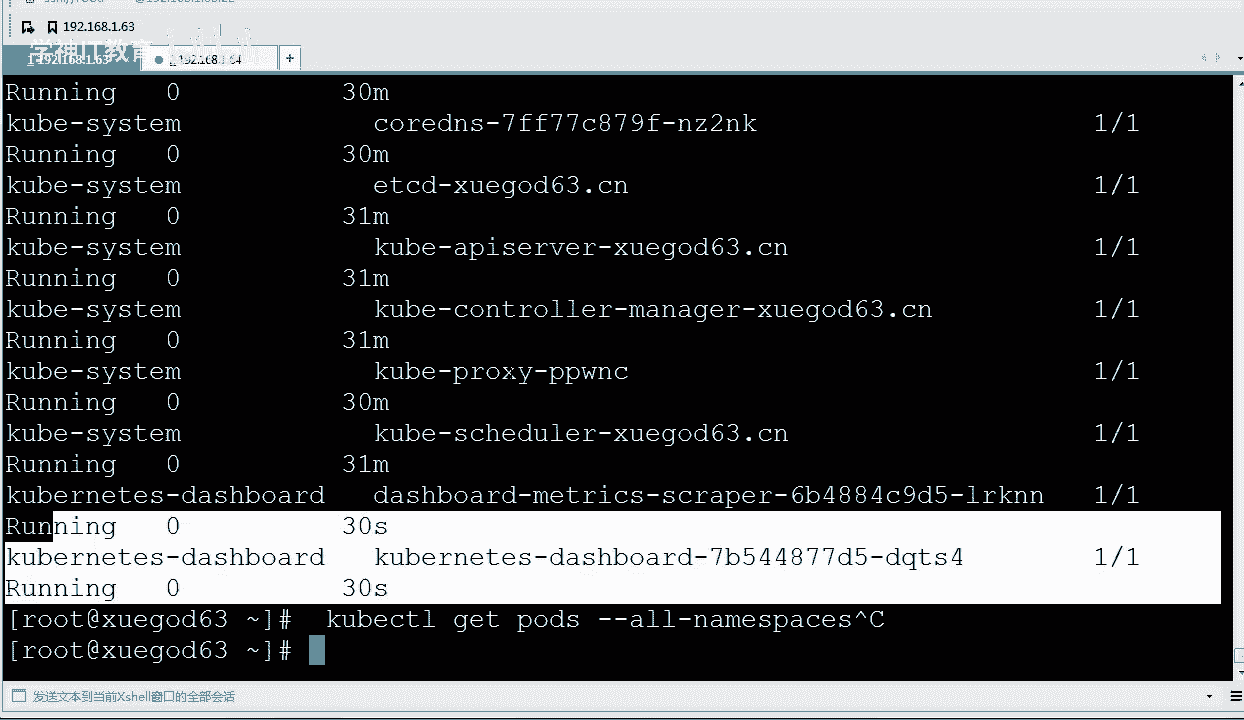 192.168.1.63
学神IT教育
1 192.168.1.63
+
Running 0 30m
kube-system coredns-7ff77c879f-nz2nk 1/1
Running 0 30m
kube-system etcd-xuegod63.cn 1/1
Running 0 31m
kube-system kube-apiserver-xuegod63.cn 1/1
Running 0 31m
kube-system kube-controller-manager-xuegod63.cn 1/1
Running 0 31m
kube-system kube-proxy-ppwnc 1/1
Running 0 30m
kube-system kube-scheduler-xuegod63.cn 1/1
Running 0 31m
kubernetes-dashboard dashboard-metrics-scraper-6b4884c9d5-lrknn 1/1
Running 0 30s
kubernetes-dashboard kubernetes-dashboard-7b544877d5-dqts4 1/1
Running 0 30s
[root@xuegod63 ~]# kubectl get pods --all-namespaces^C
[root@xuegod63 ~]#
发送文本到当前Xshell窗口的全部会话